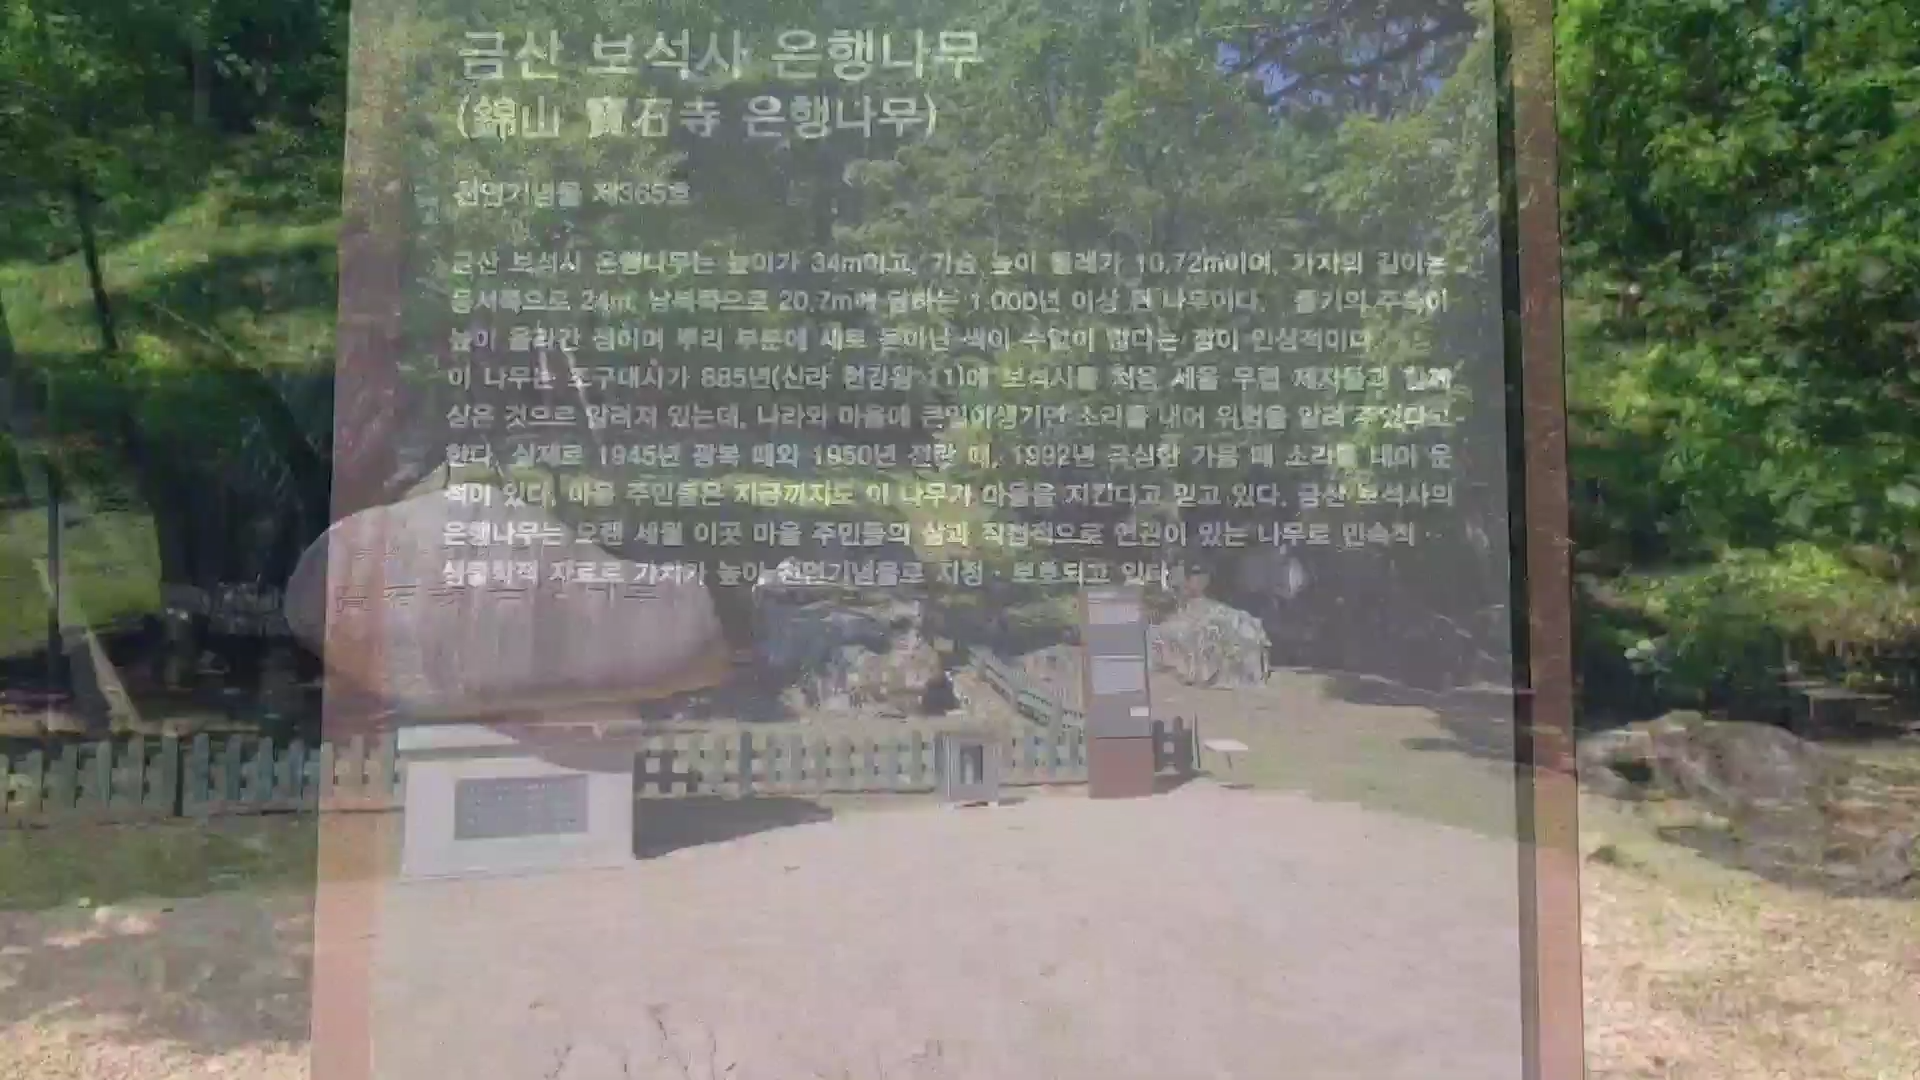 금산 보석사 은행나무
(錦山 寶石寺 은행나무)
천연기념물 제365호
금산 보석사 은행나무는 높이가 34m이고, 가슴 높이 둘레가 10.72m이며, 가지의 길이는
동서쪽으로 24m, 남북쪽으로 20.7m에 달하는 1,000년 이상 된 나무이다. 줄기의 주축이
높이 올라간 점이며 뿌리 부분에 새로 돋아난 싹이 수없이 많다는 점이 인상적이다.
이 나무는 조구대사가 885년(신라 헌강왕 11)에 보석사를 처음 세울 무렵 제자들과 함께
심은 것으로 알려져 있는데, 나라와 마을에 큰일이 생기면 소리를 내어 위험을 알려 주었다고
한다. 실제로 1945년 광복 때와 1950년 전란 때, 1992년 극심한 가뭄 때 소리를 내어 운
적이 있다. 마을 주민들은 지금까지도 이 나무가 마을을 지킨다고 믿고 있다. 금산 보석사의
은행나무는 오랜 세월 이곳 마을 주민들의 삶과 직접적으로 연관이 있는 나무로 민속적·
생물학적 자료로 가치가 높아 천연기념물로 지정·보호되고 있다.